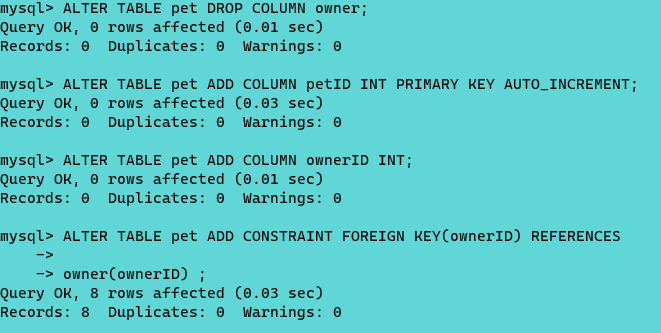 mysql> ALTER TABLE pet DROP COLUMN owner;
Query OK, 0 rows affected (0.01 sec)
Records: 0  Duplicates: 0  Warnings: 0

mysql> ALTER TABLE pet ADD COLUMN petID INT PRIMARY KEY AUTO_INCREMENT;
Query OK, 0 rows affected (0.03 sec)
Records: 0  Duplicates: 0  Warnings: 0

mysql> ALTER TABLE pet ADD COLUMN ownerID INT;
Query OK, 0 rows affected (0.01 sec)
Records: 0  Duplicates: 0  Warnings: 0

mysql> ALTER TABLE pet ADD CONSTRAINT FOREIGN KEY(ownerID) REFERENCES
    ->
    -> owner(ownerID) ;
Query OK, 8 rows affected (0.03 sec)
Records: 8  Duplicates: 0  Warnings: 0